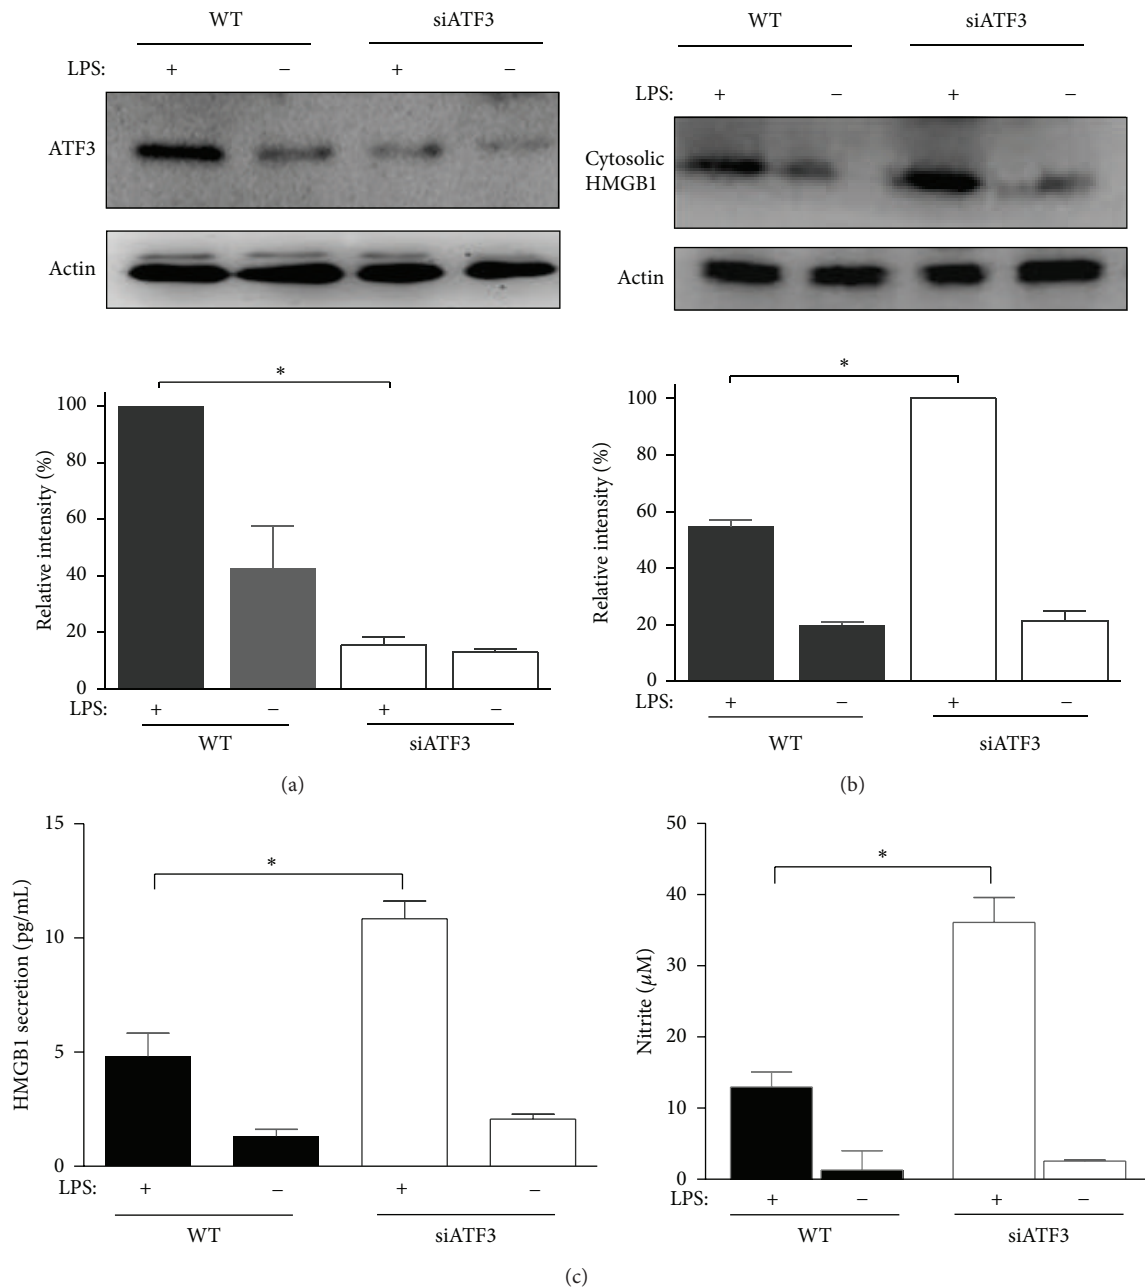 WT siATF3
LPS: + − + −
ATF3
Actin
*
100
80
60
40
20
0
Relative intensity (%)
LPS: + − + −
WT siATF3
(a)
WT siATF3
LPS: + − + −
Cytosolic
HMGB1
Actin
*
100
80
60
40
20
0
Relative intensity (%)
LPS: + − + −
WT siATF3
(b)
15
10
5
0
HMGB1 secretion (pg/mL)
*
LPS: + − + −
WT siATF3
50
40
30
20
10
0
Nitrite (μM)
*
LPS: + − + −
WT siATF3
(c)